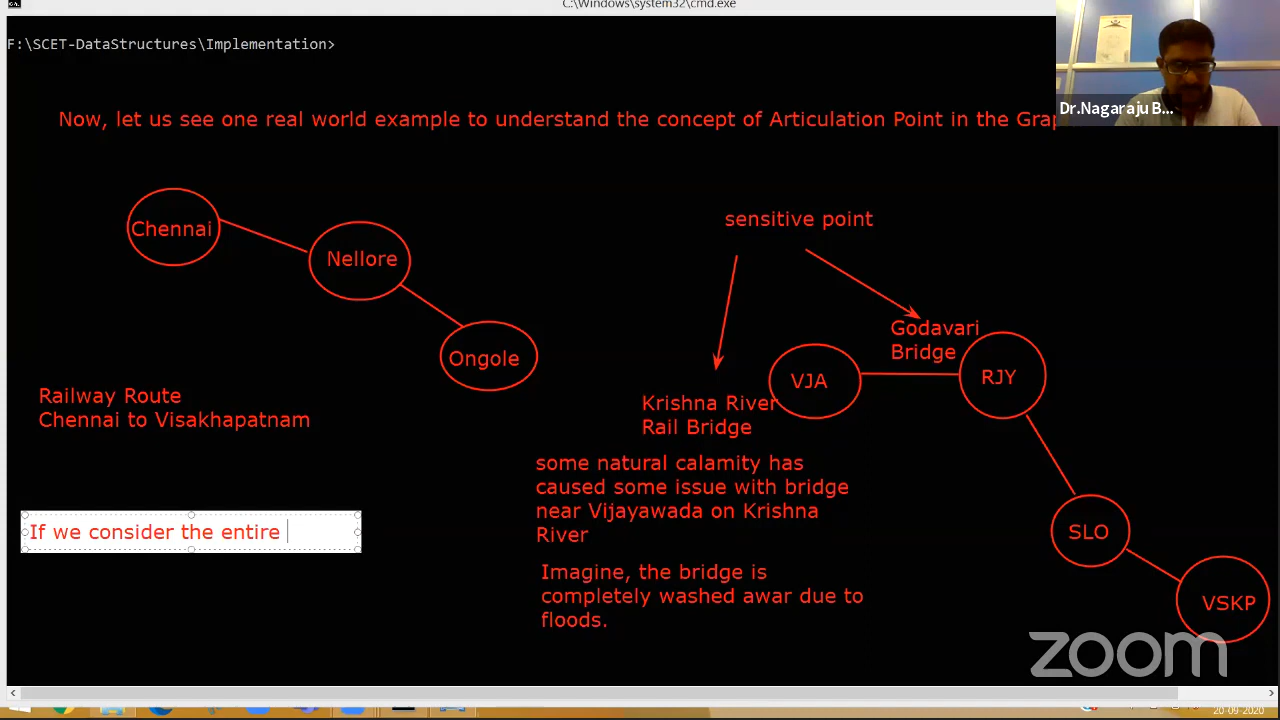 C:\Windows\system32\cmd.exe
F:\SCET-DataStructures\Implementation>
Now, let us see one real world example to understand the concept of Articulation Point in the Grap
Dr.Nagaraju B...
Chennai
Nellore
Ongole
sensitive point
Godavari
Bridge
VJA
RJY
Krishna River
Rail Bridge
Railway Route
Chennai to Visakhapatnam
some natural calamity has
caused some issue with bridge
near Vijayawada on Krishna
River
If we consider the entire
SLO
Imagine, the bridge is
completely washed awar due to
floods.
VSKP
zoom
20-09-2020